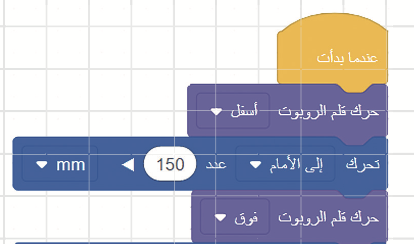 عندما بدأت
حرك قلم الروبوت أسفل
تحرك إلى الأمام عدد 150 mm
حرك قلم الروبوت فوق